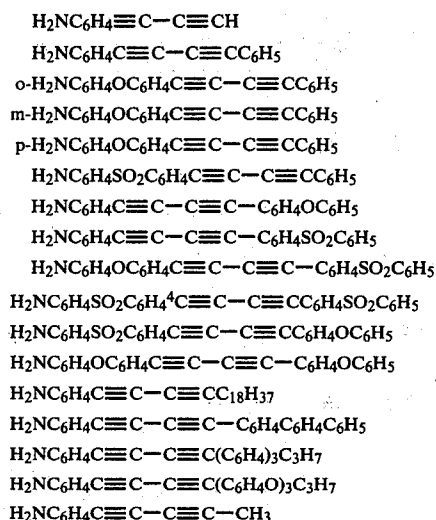 H2NC6H4≡C—C≡CH
H2NC6H4C≡C—C≡CC6H5
o-H2NC6H4OC6H4C≡C—C≡CC6H5
m-H2NC6H4OC6H4C≡C—C≡CC6H5
p-H2NC6H4OC6H4C≡C—C≡CC6H5
H2NC6H4SO2C6H4C≡C—C≡CC6H5
H2NC6H4C≡C—C≡C—C6H4OC6H5
H2NC6H4C≡C—C≡C—C6H4SO2C6H5
H2NC6H4OC6H4C≡C—C≡C—C6H4SO2C6H5
H2NC6H4SO2C6H4⁴C≡C—C≡CC6H4SO2C6H5
H2NC6H4SO2C6H4C≡C—C≡CC6H4OC6H5
H2NC6H4OC6H4C≡C—C≡C—C6H4OC6H5
H2NC6H4C≡C—C≡CC18H37
H2NC6H4C≡C—C≡C—C6H4C6H4C6H5
H2NC6H4C≡C—C≡C(C6H4)3C3H7
H2NC6H4C≡C—C≡C(C6H4O)3C3H7
H2NC6H4C≡C—C≡C—CH3